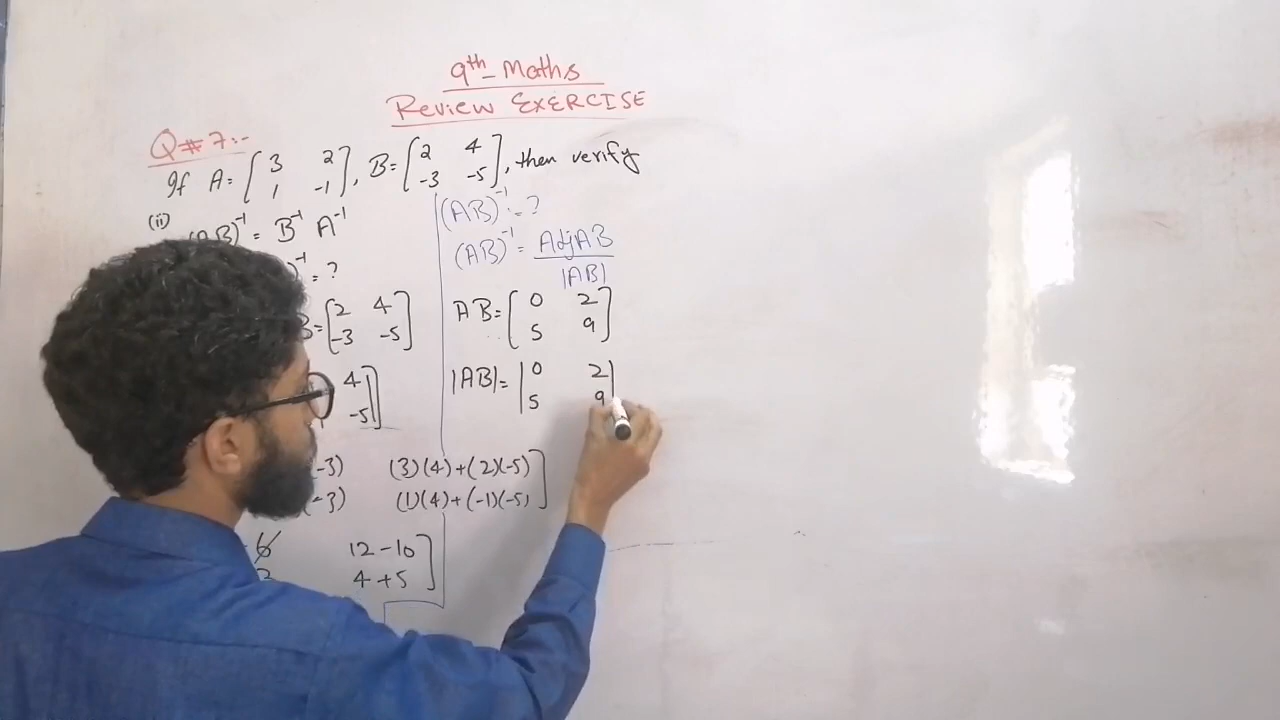 9th - Maths
Review EXERCISE
Q # 7:-
If A = [3 2 1 -1], B = [2 4 -3 -5], then verify
(ii)
(AB)⁻¹ = B⁻¹ A⁻¹
⁻¹ = ?
B = [2 4 -3 -5]
4
-5
-3) (3)(4)+(2)(-5)]
(-3) (1)(4)+(-1)(-5)]
6 12-10]
4+5]
(AB)⁻¹ = ?
(AB)⁻¹ = AdjAB / |AB|
AB = [0 2 5 9]
|AB| = |0 2 5 9|